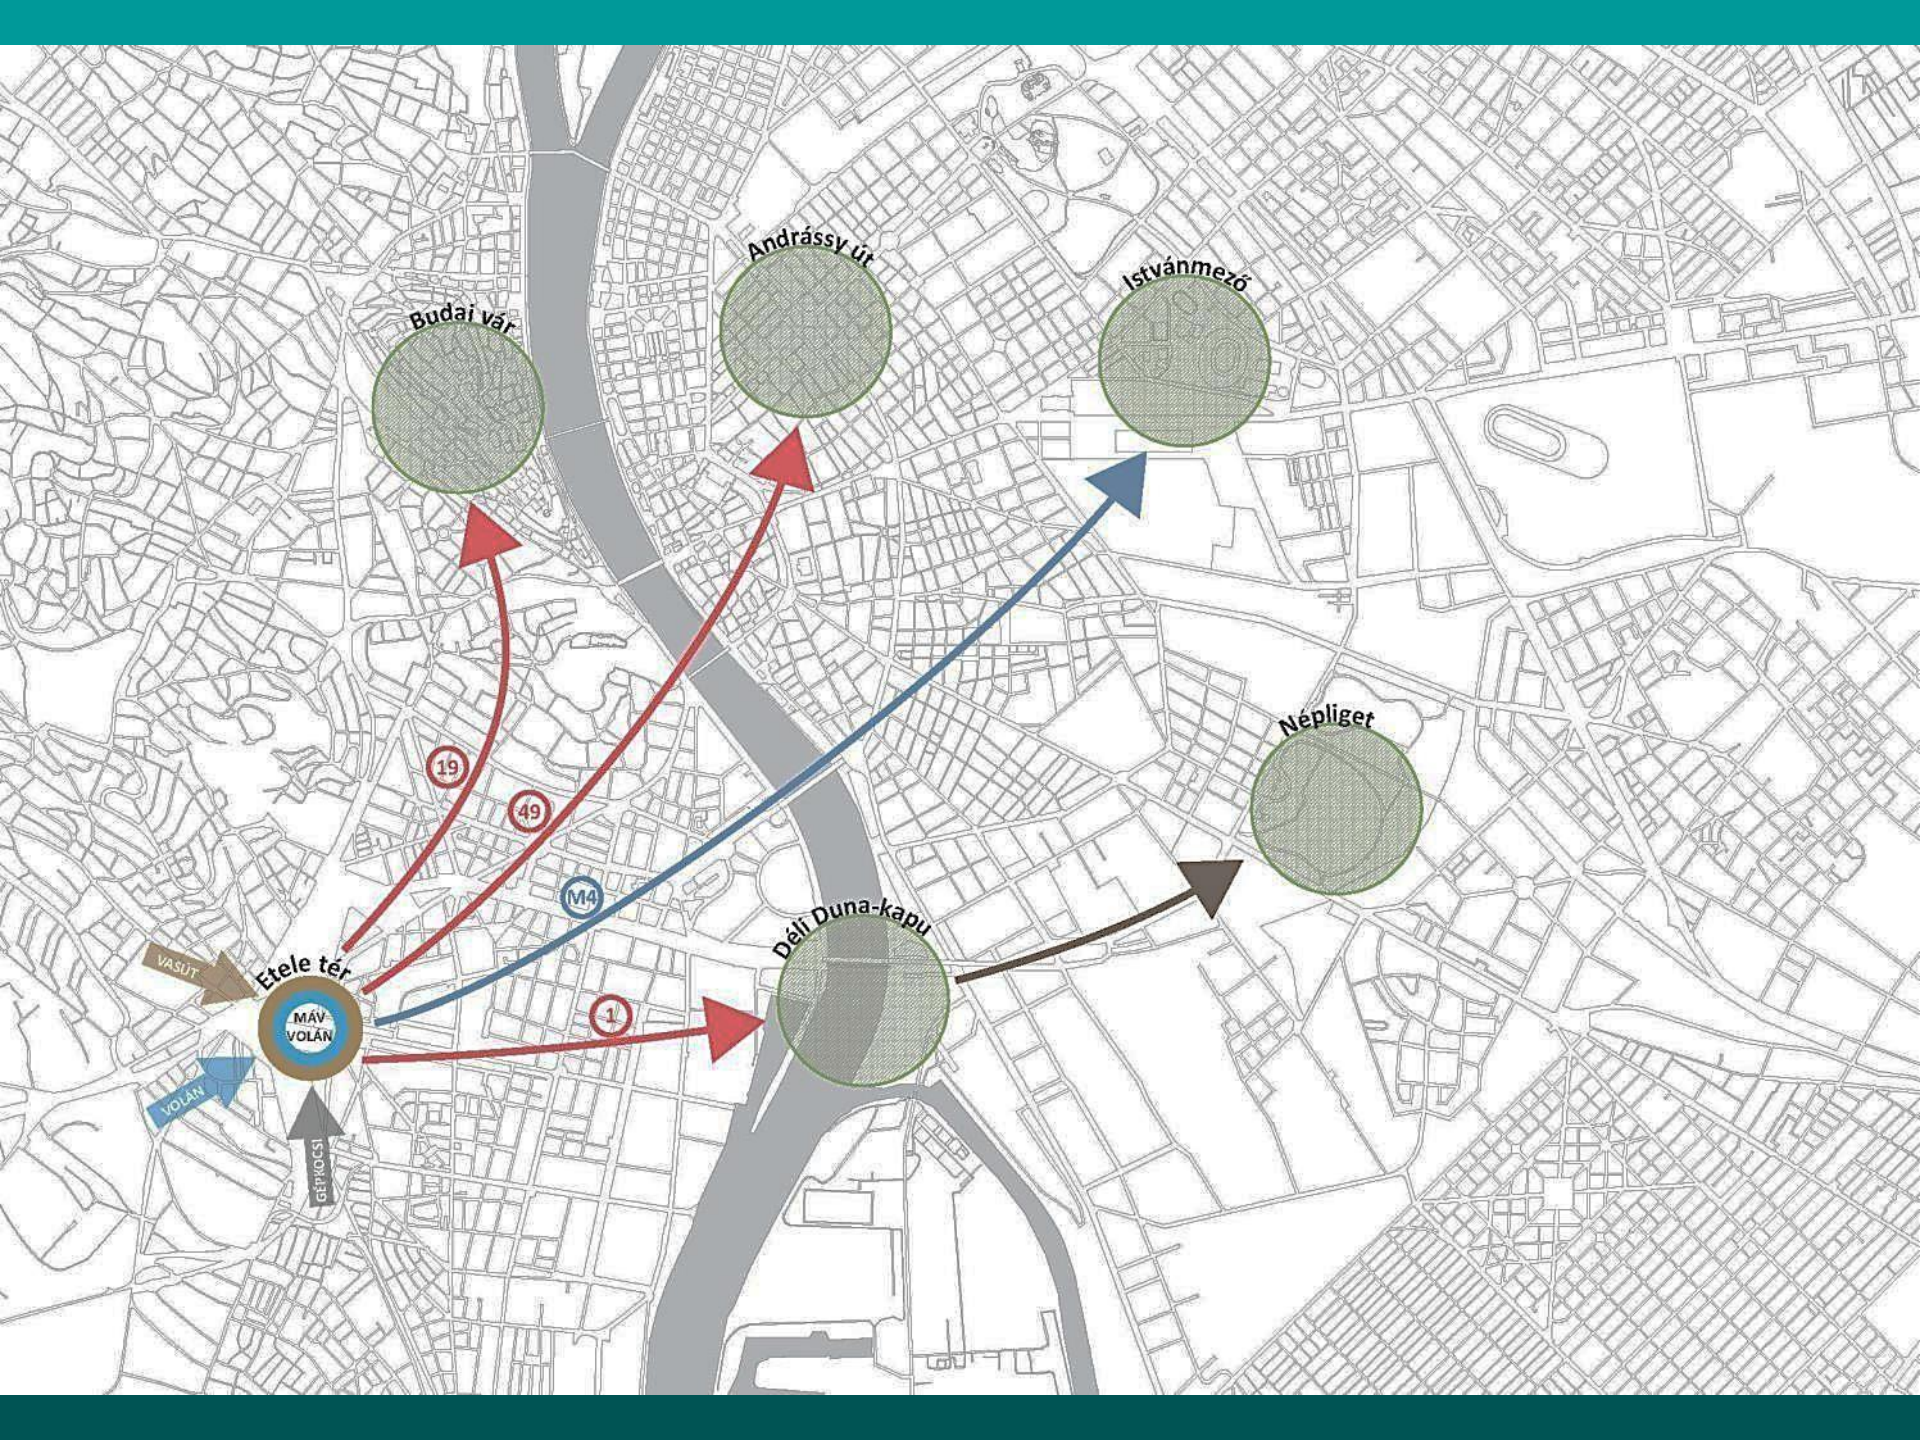 Andrássy út
Istvánmező
Budai vár
Népliget
19
49
M4
Déli Duna-kapu
VASÚT
Etele tér
MÁV
VOLÁN
1
VOLÁN
GÉPKOCSI